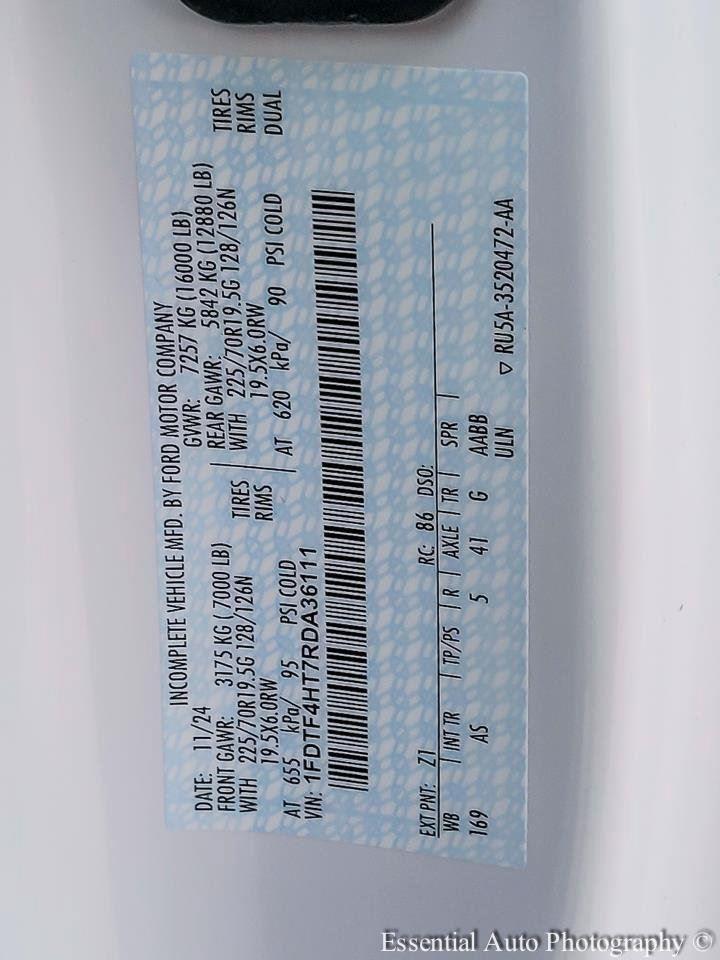 INCOMPLETE VEHICLE MFD. BY FORD MOTOR COMPANY
DATE: 11/24 GVWR: 7257 KG (16000 LB)
FRONT GAWR: 3175 KG (7000 LB) REAR GAWR: 5842 KG (12880 LB)
WITH 225/70R19.5G 128/126N TIRES WITH 225/70R19.5G 128/126N TIRES
19.5X6.0RW RIMS 19.5X6.0RW RIMS
AT 655 kPa/ 95 PSI COLD AT 620 kPa/ 90 PSI COLD DUAL
VIN: 1FDTF4HT7RDA36111
EXT PNT: Z1 RC: 86 DSO:
WB INT TR TP/PS R AXLE TR SPR
169 AS 5 41 G AABB
ULN
▽ RU5A-3520472-AA
Essential Auto Photography ©